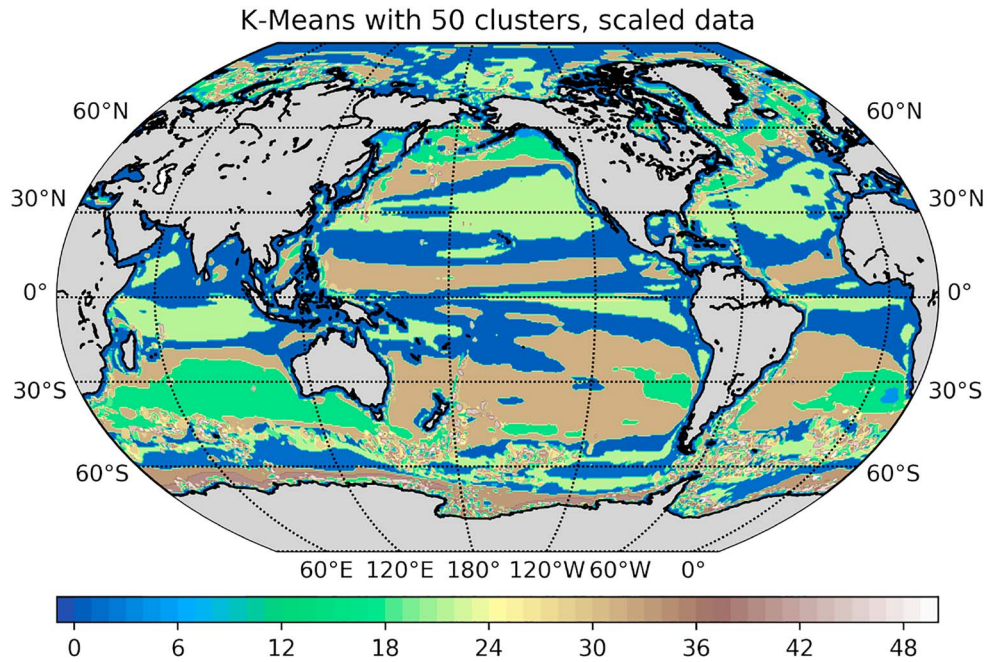 K-Means with 50 clusters, scaled data
60°N 60°N
30°N 30°N
0° 0°
30°S 30°S
60°S 60°S
60°E 120°E 180° 120°W 60°W 0°
0 6 12 18 24 30 36 42 48